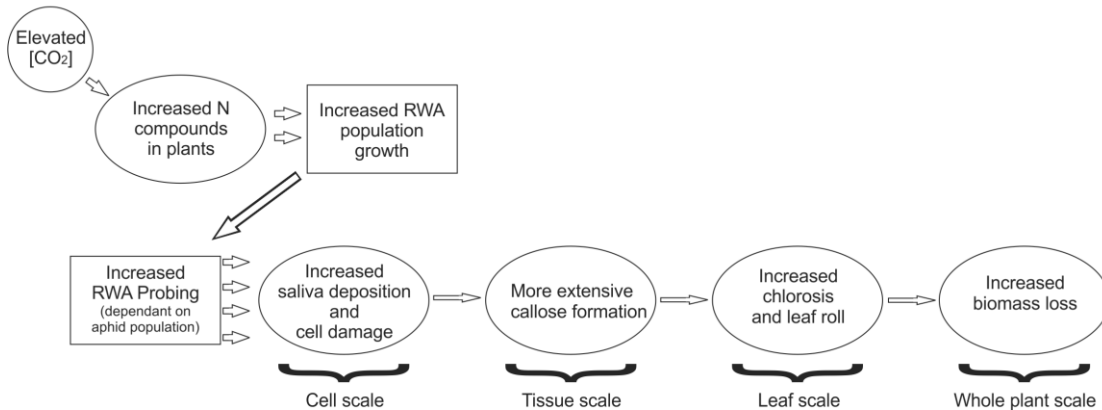 Elevated
[CO₂]
Increased N
compounds
in plants
Increased RWA
population
growth
Increased
RWA Probing
(dependant on
aphid population)
Increased
saliva deposition
and
cell damage
More extensive
callose formation
Increased
chlorosis
and leaf roll
Increased
biomass loss
Cell scale
Tissue scale
Leaf scale
Whole plant scale